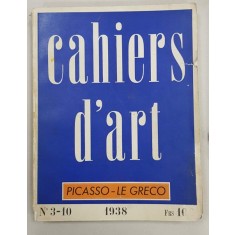 cahiers
d'art
PICASSO - LE GRECO
N° 3-10 1938